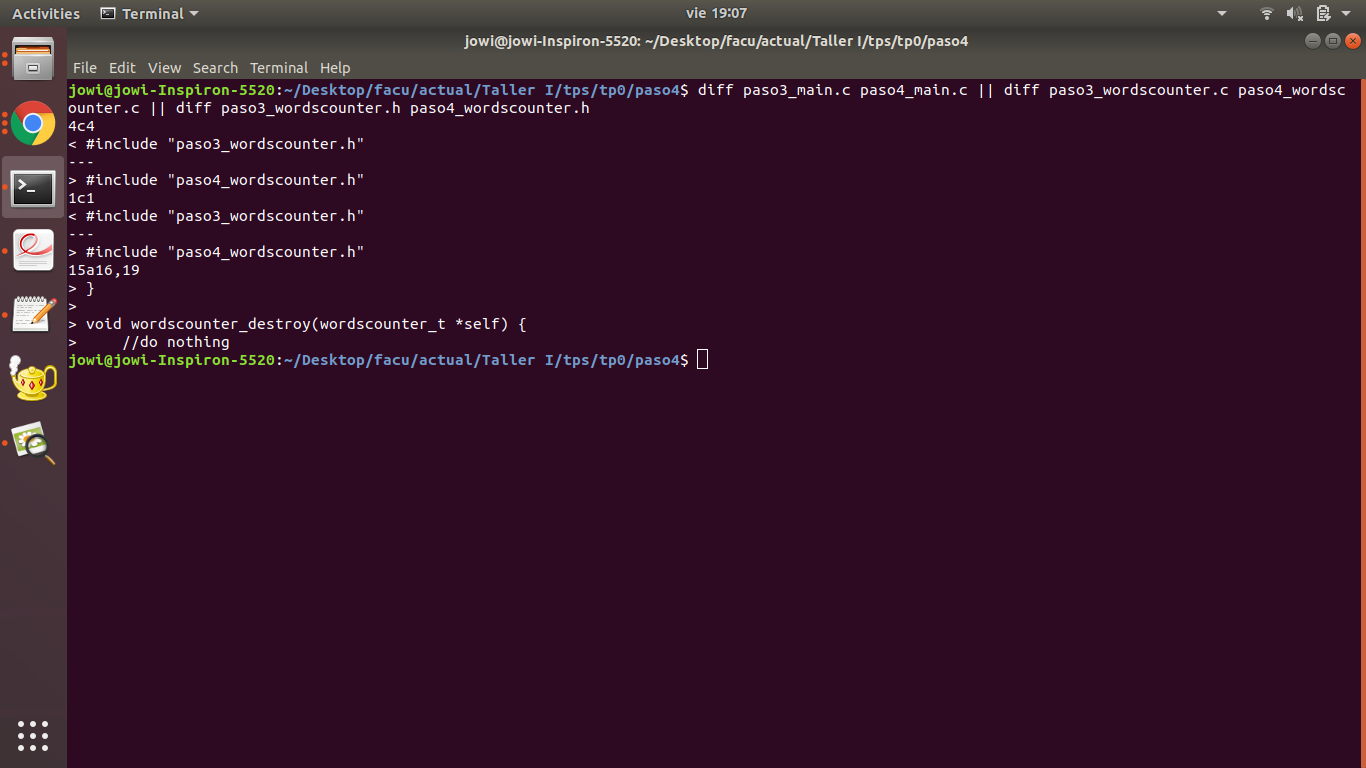 Activities Terminal vie 19:07
jowi@jowi-Inspiron-5520: ~/Desktop/facu/actual/Taller I/tps/tp0/paso4
File Edit View Search Terminal Help
jowi@jowi-Inspiron-5520:~/Desktop/facu/actual/Taller I/tps/tp0/paso4$ diff paso3_main.c paso4_main.c || diff paso3_wordscounter.c paso4_wordsc
ounter.c || diff paso3_wordscounter.h paso4_wordscounter.h
4c4
< #include "paso3_wordscounter.h"
---
> #include "paso4_wordscounter.h"
1c1
< #include "paso3_wordscounter.h"
---
> #include "paso4_wordscounter.h"
15a16,19
> }
>
> void wordscounter_destroy(wordscounter_t *self) {
>     //do nothing
jowi@jowi-Inspiron-5520:~/Desktop/facu/actual/Taller I/tps/tp0/paso4$